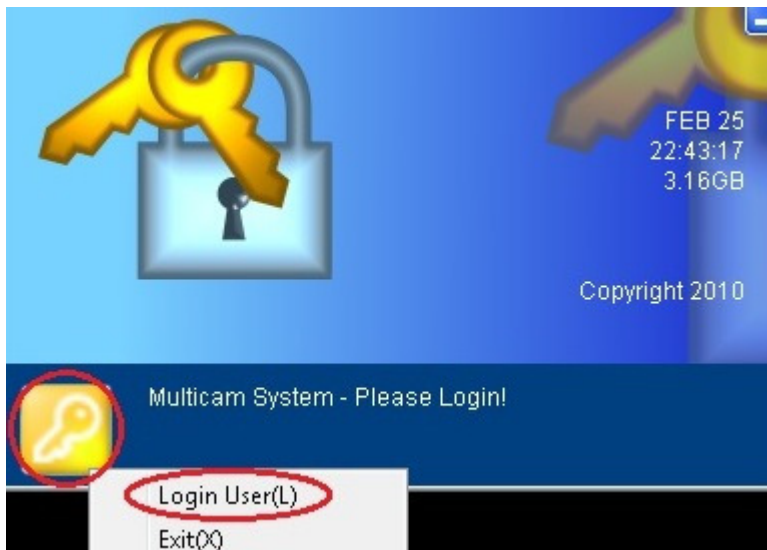 FEB 25
22:43:17
3.16GB
Copyright 2010
Multicam System - Please Login!
Login User(L)
Exit(X)